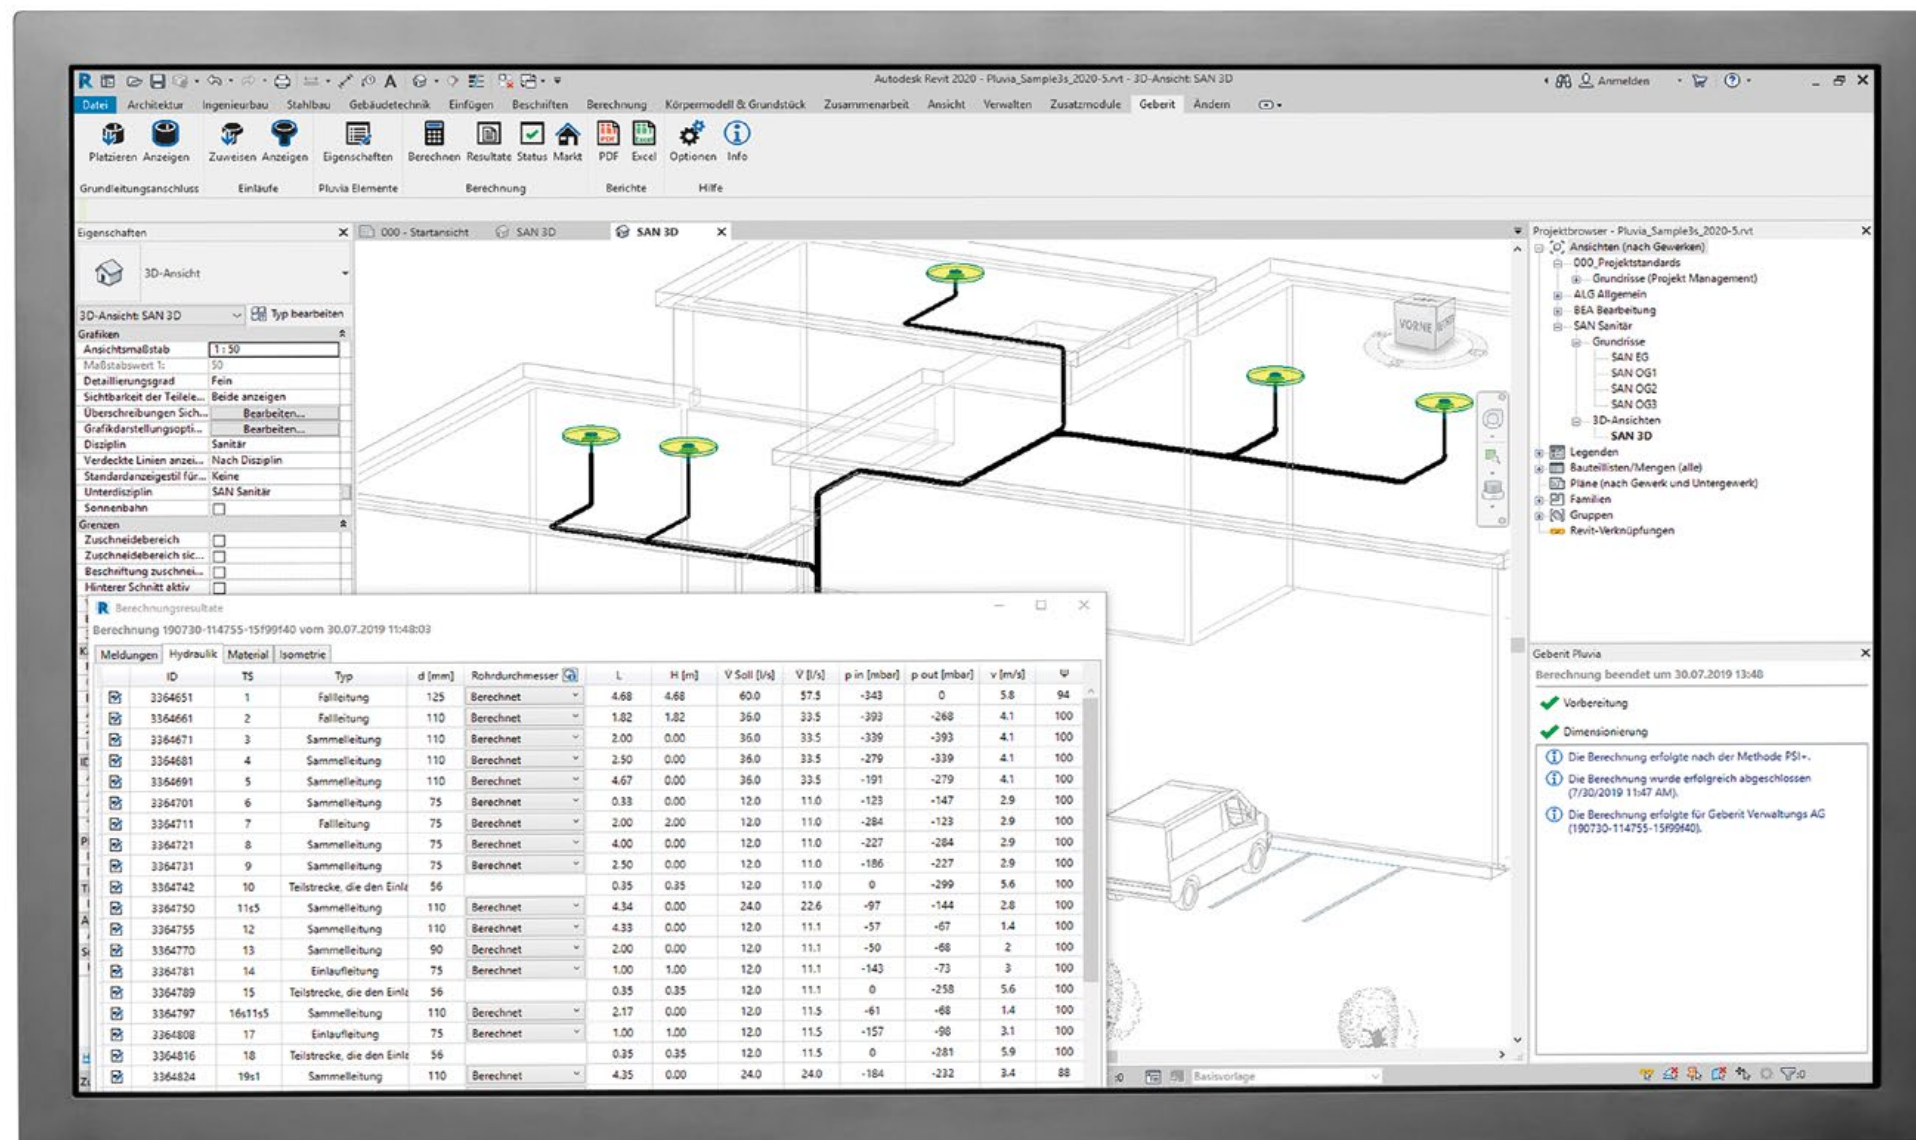 Autodesk Revit 2020 - Pluvia_Sample3s_2020-5.rvt - 3D-Ansicht: SAN 3D
Anmelden
Datei Architektur Ingenieurbau Stahlbau Gebäudetechnik Einfügen Beschriften Berechnung Körpermodell & Grundstück Zusammenarbeit Ansicht Verwalten Zusatzmodule Geberit Ändern
Platzieren Anzeigen Zuweisen Anzeigen Eigenschaften Berechnen Resultate Status Markt PDF Excel Optionen Info
Grundleitungsanschluss Einläufe Pluvia Elemente Berechnung Berichte Hilfe
Eigenschaften
000 - Startansicht SAN 3D SAN 3D
3D-Ansicht
3D-Ansicht: SAN 3D Typ bearbeiten
Grafiken
Ansichtsmaßstab 1 : 50
Maßstabswert 1: 50
Detaillierungsgrad Fein
Sichtbarkeit der Teilele... Beide anzeigen
Überschreibungen Sich... Bearbeiten...
Grafikdarstellungsopti... Bearbeiten...
Disziplin Sanitär
Verdeckte Linien anzei... Nach Disziplin
Standardanzeigestil für... Keine
Unterdisziplin SAN Sanitär
Sonnenbahn
Grenzen
Zuschneidebereich
Zuschneidebereich sic...
Beschriftung zuschnei...
Hinterer Schnitt aktiv
VORNE
Projektbrowser - Pluvia_Sample3s_2020-5.rvt
Ansichten (nach Gewerken)
000_Projektstandards
Grundrisse (Projekt Management)
ALG Allgemein
BEA Bearbeitung
SAN Sanitär
Grundrisse
SAN EG
SAN OG1
SAN OG2
SAN OG3
3D-Ansichten
SAN 3D
Legenden
Bauteillisten/Mengen (alle)
Pläne (nach Gewerk und Untergewerk)
Familien
Gruppen
Revit-Verknüpfungen
Berechnungsresultate
Berechnung 190730-114755-15f99f40 vom 30.07.2019 11:48:03
Meldungen Hydraulik Material Isometrie
ID TS Typ d [mm] Rohrdurchmesser L H [m] V̇ Soll [l/s] V̇ [l/s] p in [mbar] p out [mbar] v [m/s] Ψ
3364651 1 Fallleitung 125 Berechnet 4.68 4.68 60.0 57.5 -343 0 5.8 94
3364661 2 Fallleitung 110 Berechnet 1.82 1.82 36.0 33.5 -393 -268 4.1 100
3364671 3 Sammelleitung 110 Berechnet 2.00 0.00 36.0 33.5 -339 -393 4.1 100
3364681 4 Sammelleitung 110 Berechnet 2.50 0.00 36.0 33.5 -279 -339 4.1 100
3364691 5 Sammelleitung 110 Berechnet 4.67 0.00 36.0 33.5 -191 -279 4.1 100
3364701 6 Sammelleitung 75 Berechnet 0.33 0.00 12.0 11.0 -123 -147 2.9 100
3364711 7 Fallleitung 75 Berechnet 2.00 2.00 12.0 11.0 -284 -123 2.9 100
3364721 8 Sammelleitung 75 Berechnet 4.00 0.00 12.0 11.0 -227 -284 2.9 100
3364731 9 Sammelleitung 75 Berechnet 2.50 0.00 12.0 11.0 -186 -227 2.9 100
3364742 10 Teilstrecke, die den Einla 56 0.35 0.35 12.0 11.0 0 -299 5.6 100
3364750 11s5 Sammelleitung 110 Berechnet 4.34 0.00 24.0 22.6 -97 -144 2.8 100
3364755 12 Sammelleitung 110 Berechnet 4.33 0.00 12.0 11.1 -57 -67 1.4 100
3364770 13 Sammelleitung 90 Berechnet 2.00 0.00 12.0 11.1 -50 -68 2 100
3364781 14 Einlaufleitung 75 Berechnet 1.00 1.00 12.0 11.1 -143 -73 3 100
3364789 15 Teilstrecke, die den Einla 56 0.35 0.35 12.0 11.1 0 -258 5.6 100
3364797 16s11s5 Sammelleitung 110 Berechnet 2.17 0.00 12.0 11.5 -61 -68 1.4 100
3364808 17 Einlaufleitung 75 Berechnet 1.00 1.00 12.0 11.5 -157 -98 3.1 100
3364816 18 Teilstrecke, die den Einla 56 0.35 0.35 12.0 11.5 0 -281 5.9 100
3364824 19s1 Sammelleitung 110 Berechnet 4.35 0.00 24.0 24.0 -184 -232 3.4 88
Geberit Pluvia
Berechnung beendet um 30.07.2019 13:48
Vorbereitung
Dimensionierung
Die Berechnung erfolgte nach der Methode PSI+.
Die Berechnung wurde erfolgreich abgeschlossen
(7/30/2019 11:47 AM).
Die Berechnung erfolgte für Geberit Verwaltungs AG
(190730-114755-15f99f40).
:0 Basisvorlage :0